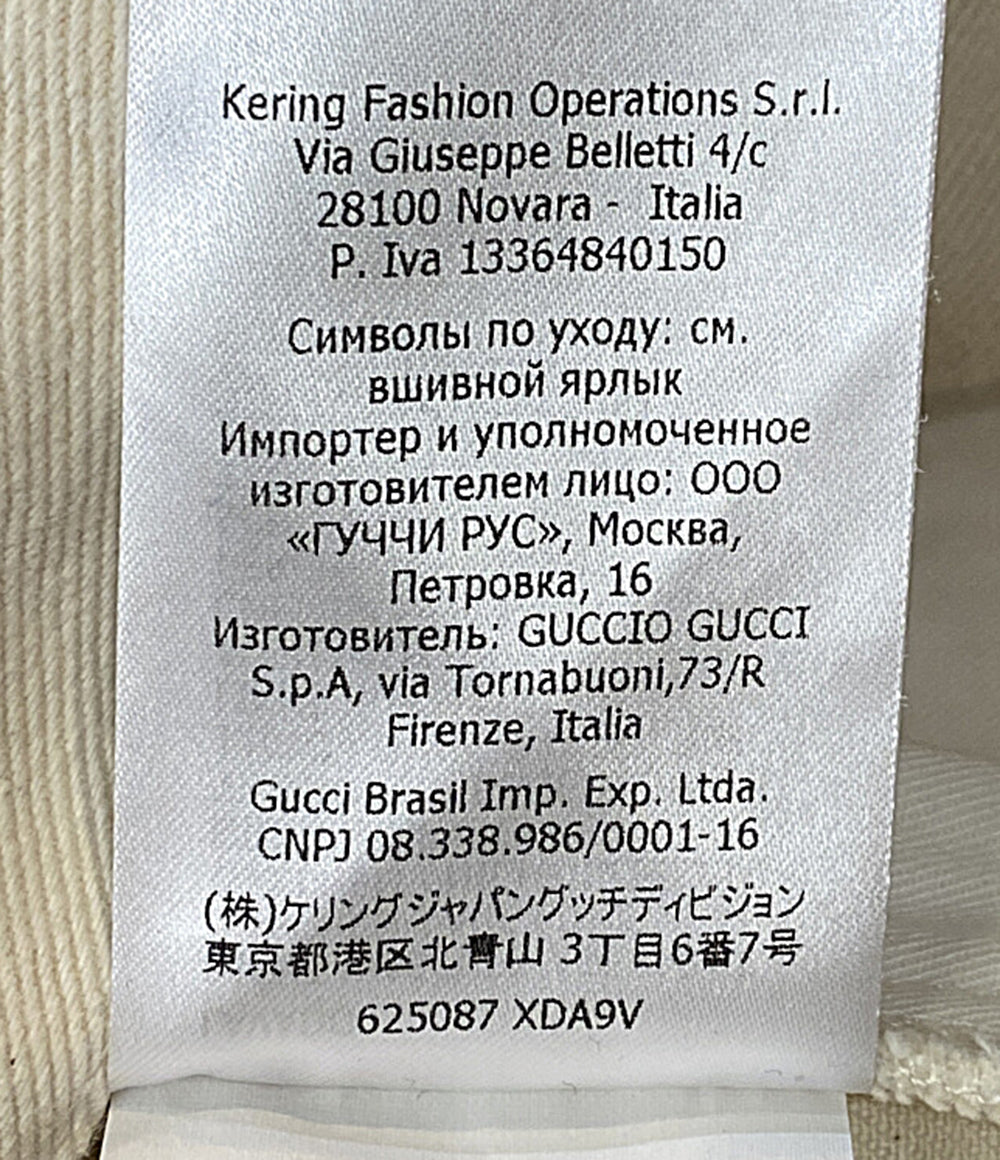 Kering Fashion Operations S.r.l.
Via Giuseppe Belletti 4/c
28100 Novara - Italia
P. Iva 13364840150
Символы по уходу: см.
вшивной ярлык
Импортер и уполномоченное
изготовителем лицо: ООО
«ГУЧЧИ РУС», Москва,
Петровка, 16
Изготовитель: GUCCIO GUCCI
S.p.A, via Tornabuoni,73/R
Firenze, Italia
Gucci Brasil Imp. Exp. Ltda.
CNPJ 08.338.986/0001-16
(株)ケリングジャパングッチディビジョン
東京都港区北青山 3丁目6番7号
625087 XDA9V